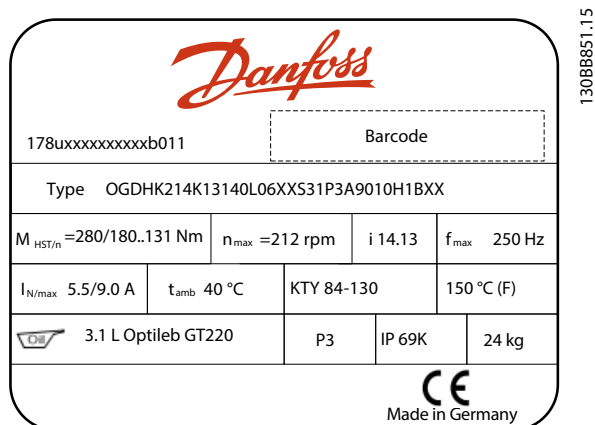 Danfoss
130BB851.15
178uxxxxxxxxxxb011
Barcode
Type OGDHK214K13140L06XXS31P3A9010H1BXX
M HST/n =280/180..131 Nm
n max =212 rpm
i 14.13
f max 250 Hz
I N/max 5.5/9.0 A
t amb 40 °C
KTY 84-130
150 °C (F)
Oil
3.1 L Optileb GT220
P3
IP 69K
24 kg
CE
Made in Germany